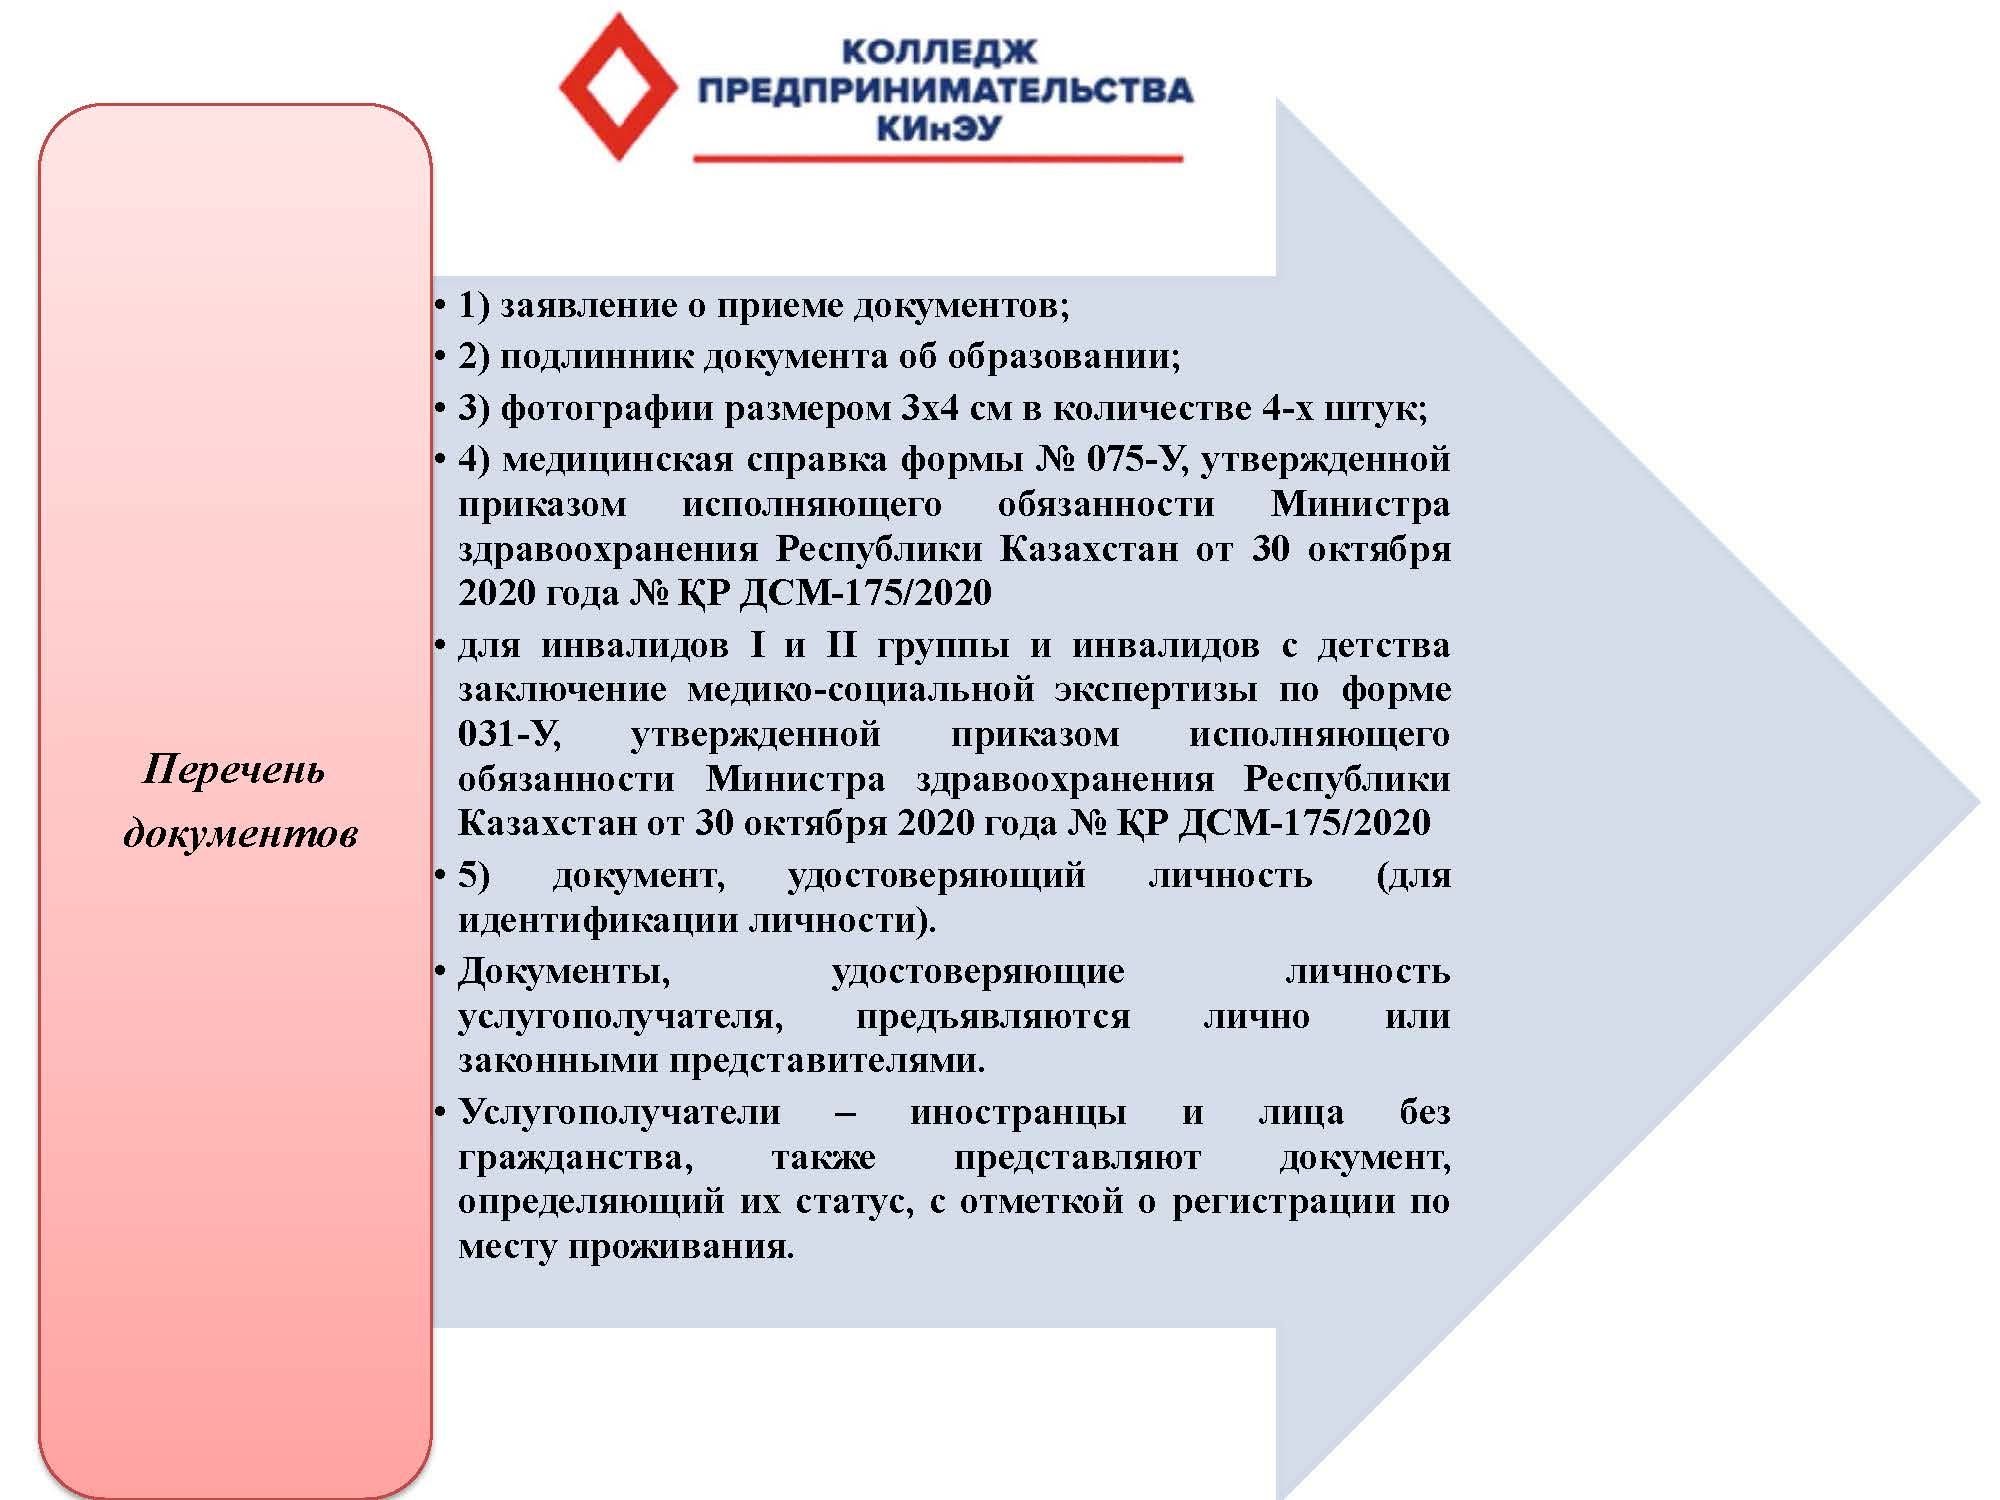 КОЛЛЕДЖ
ПРЕДПРИНИМАТЕЛЬСТВА
КИнЭУ
Перечень
документов
• 1) заявление о приеме документов;
• 2) подлинник документа об образовании;
• 3) фотографии размером 3х4 см в количестве 4-х штук;
• 4) медицинская справка формы № 075-У, утвержденной
приказом исполняющего обязанности Министра
здравоохранения Республики Казахстан от 30 октября
2020 года № ҚР ДСМ-175/2020
• для инвалидов I и II группы и инвалидов с детства
заключение медико-социальной экспертизы по форме
031-У, утвержденной приказом исполняющего
обязанности Министра здравоохранения Республики
Казахстан от 30 октября 2020 года № ҚР ДСМ-175/2020
• 5) документ, удостоверяющий личность (для
идентификации личности).
• Документы, удостоверяющие личность
услугополучателя, предъявляются лично или
законными представителями.
• Услугополучатели – иностранцы и лица без
гражданства, также представляют документ,
определяющий их статус, с отметкой о регистрации по
месту проживания.